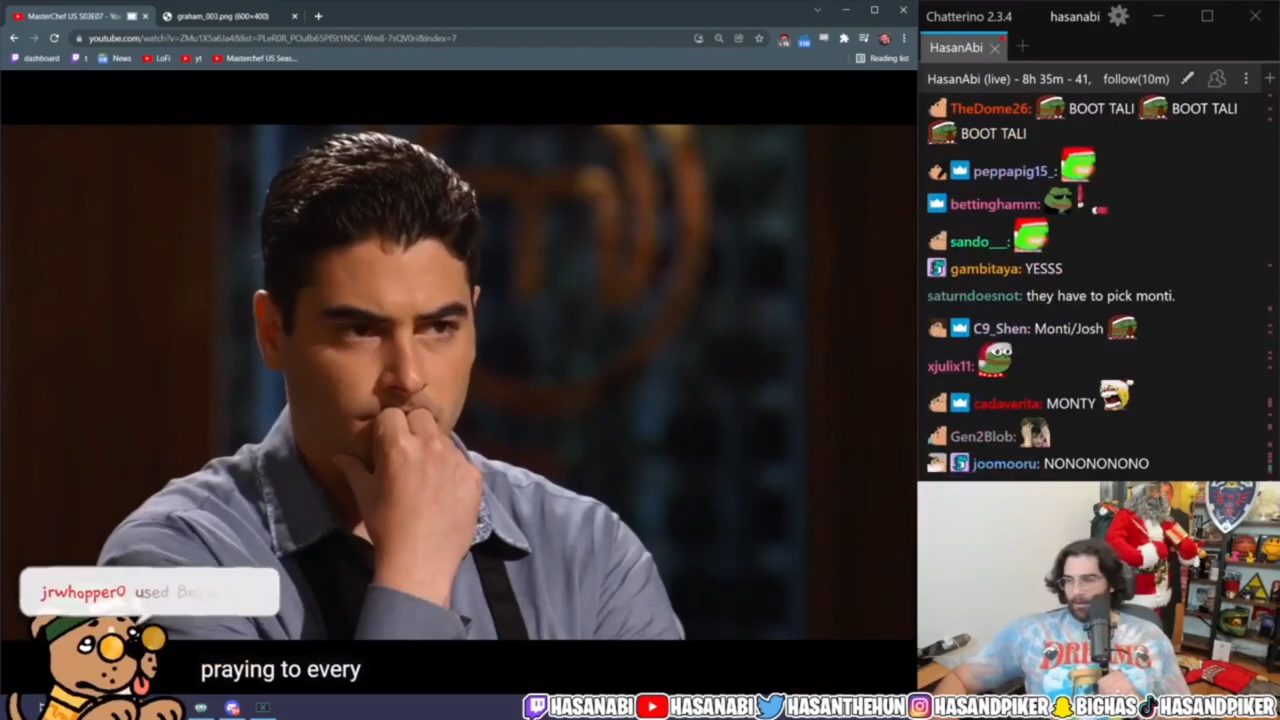 MasterChef US S03E07 - Yo
graham_003.png (600×400)
youtube.com/watch?v=ZMu1X5a6Ja4&list=PLeR0R_POufb65Pf5t1N5C-Wm8-7sQV0ri&index=7
dashboard
t
News
LoFi
yt
Masterchef US Seas...
Reading list
jrwhopper0 used Be
praying to every
Chatterino 2.3.4
hasanabi
HasanAbi
HasanAbi (live) - 8h 35m - 41, follow(10m)
TheDome26: BOOT TALI BOOT TALI
BOOT TALI
peppapig15_:
bettinghamm:
sando___:
gambitaya: YESSS
saturndoesnot: they have to pick monti.
C9_Shen: Monti/Josh
xjulix11:
cadaverita: MONTY
Gen2Blob:
joomooru: NONONONONO
HASANABI HASANABI HASANTHEHUN HASANDPIKER BIGHAS HASANDPIKER